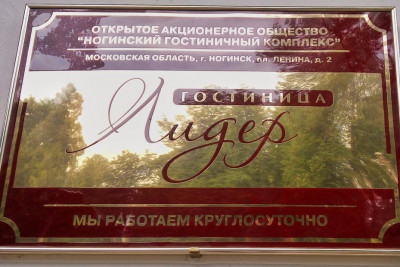 ОТКРЫТОЕ АКЦИОНЕРНОЕ ОБЩЕСТВО
"НОГИНСКИЙ ГОСТИНИЧНЫЙ КОМПЛЕКС"
МОСКОВСКАЯ ОБЛАСТЬ, г. НОГИНСК, пл. ЛЕНИНА, д. 2
ГОСТИНИЦА
Лидер
МЫ РАБОТАЕМ КРУГЛОСУТОЧНО